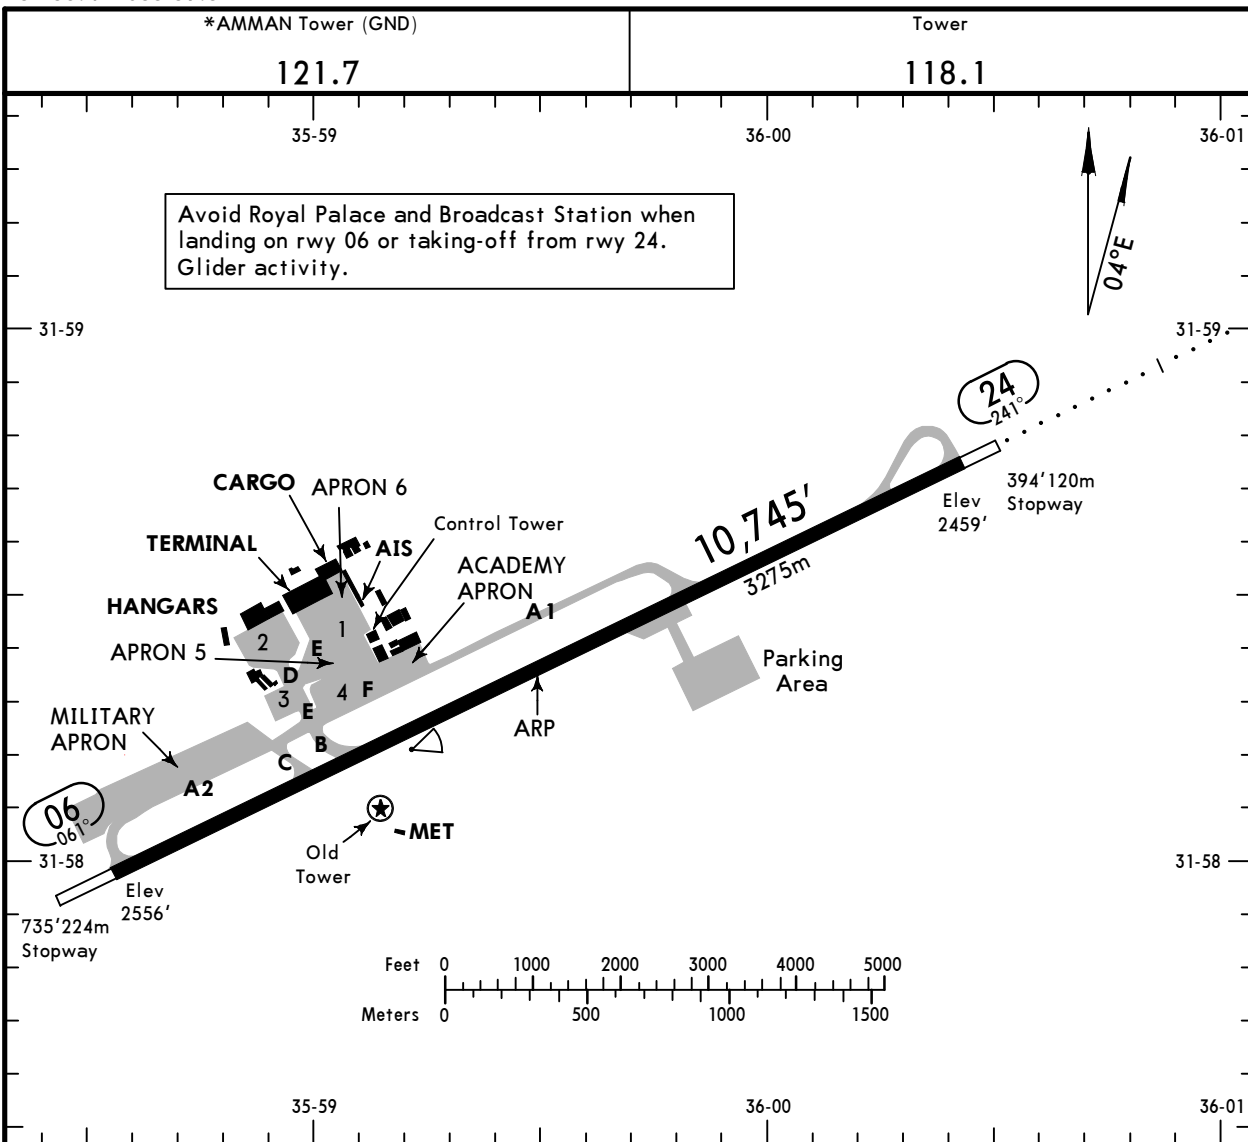 *AMMAN Tower (GND)
Tower
121.7
118.1
35-59
36-00
36-01
Avoid Royal Palace and Broadcast Station when
landing on rwy 06 or taking-off from rwy 24.
Glider activity.
04°E
31-59
31-59
24
241°
394'120m
Stopway
Elev
2459'
10,745'
3275m
CARGO
APRON 6
Control Tower
TERMINAL
AIS
ACADEMY
APRON
HANGARS
A1
1
2
E
APRON 5
D
4
F
3
E
Parking
Area
MILITARY
APRON
ARP
B
C
A2
06
061°
MET
Old
Tower
31-58
31-58
Elev
2556'
735'224m
Stopway
Feet 0 1000 2000 3000 4000 5000
Meters 0 500 1000 1500
35-59
36-00
36-01